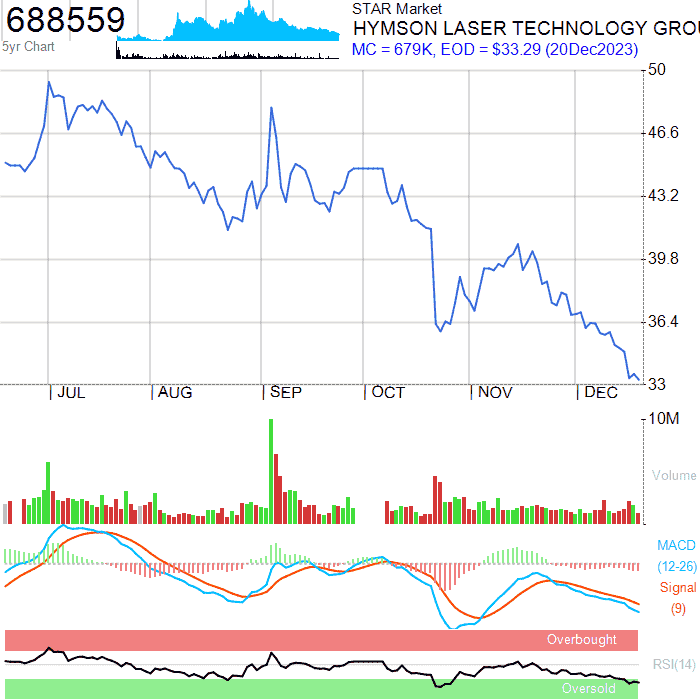 688559
5yr Chart
STAR Market
HYMSON LASER TECHNOLOGY GROU
MC = 679K, EOD = $33.29 (20Dec2023)
50
46.6
43.2
39.8
36.4
33
JUL
AUG
SEP
OCT
NOV
DEC
10M
Volume
MACD
(12-26)
Signal
(9)
Overbought
RSI(14)
Oversold